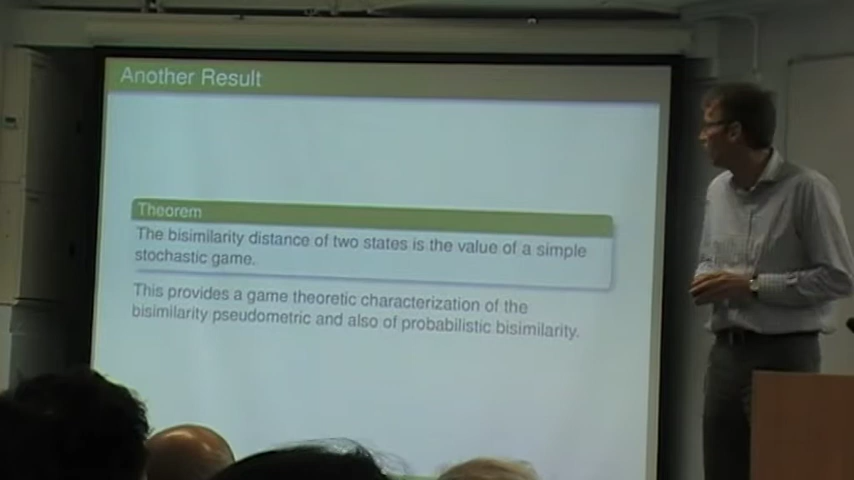 Another Result
Theorem
The bisimilarity distance of two states is the value of a simple
stochastic game.
This provides a game theoretic characterization of the
bisimilarity pseudometric and also of probabilistic bisimilarity.